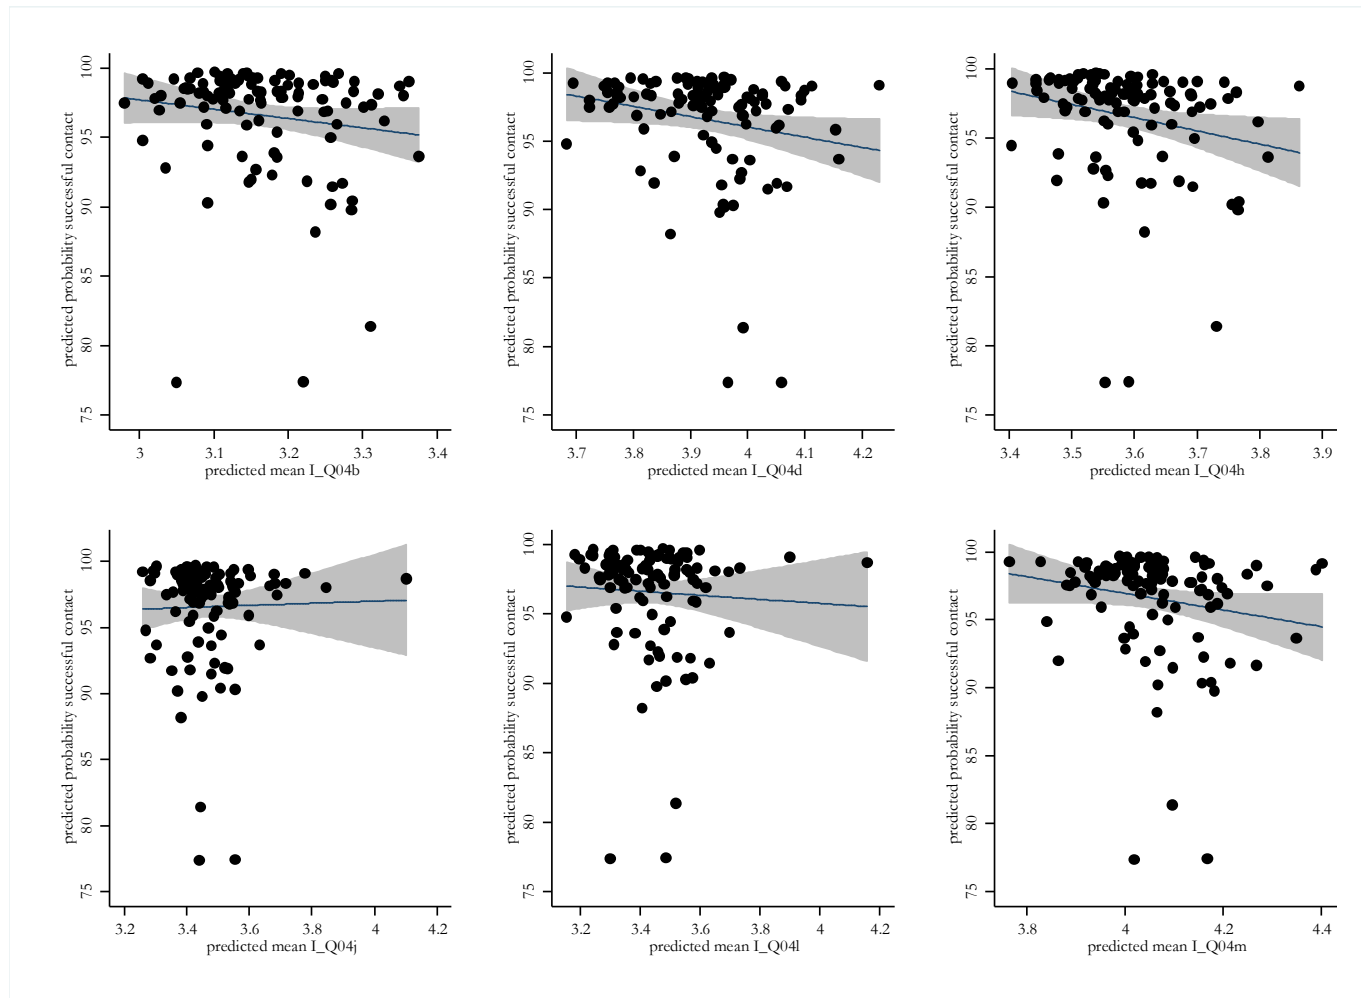 predicted probability successful contact
100
95
90
85
80
75
3 3.1 3.2 3.3 3.4
predicted mean I_Q04b
predicted probability successful contact
100
95
90
85
80
75
3.7 3.8 3.9 4 4.1 4.2
predicted mean I_Q04d
predicted probability successful contact
100
95
90
85
80
75
3.4 3.5 3.6 3.7 3.8 3.9
predicted mean I_Q04h
predicted probability successful contact
100
95
90
85
80
75
3.2 3.4 3.6 3.8 4 4.2
predicted mean I_Q04j
predicted probability successful contact
100
95
90
85
80
75
3.2 3.4 3.6 3.8 4 4.2
predicted mean I_Q04l
predicted probability successful contact
100
95
90
85
80
75
3.8 4 4.2 4.4
predicted mean I_Q04m